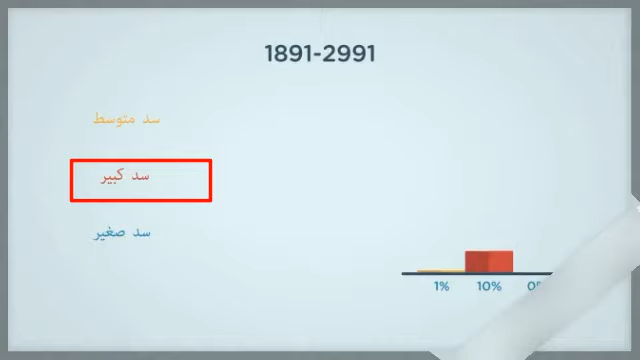 1891-2991
سد متوسط
سد كبير
سد صغير
1% 10%